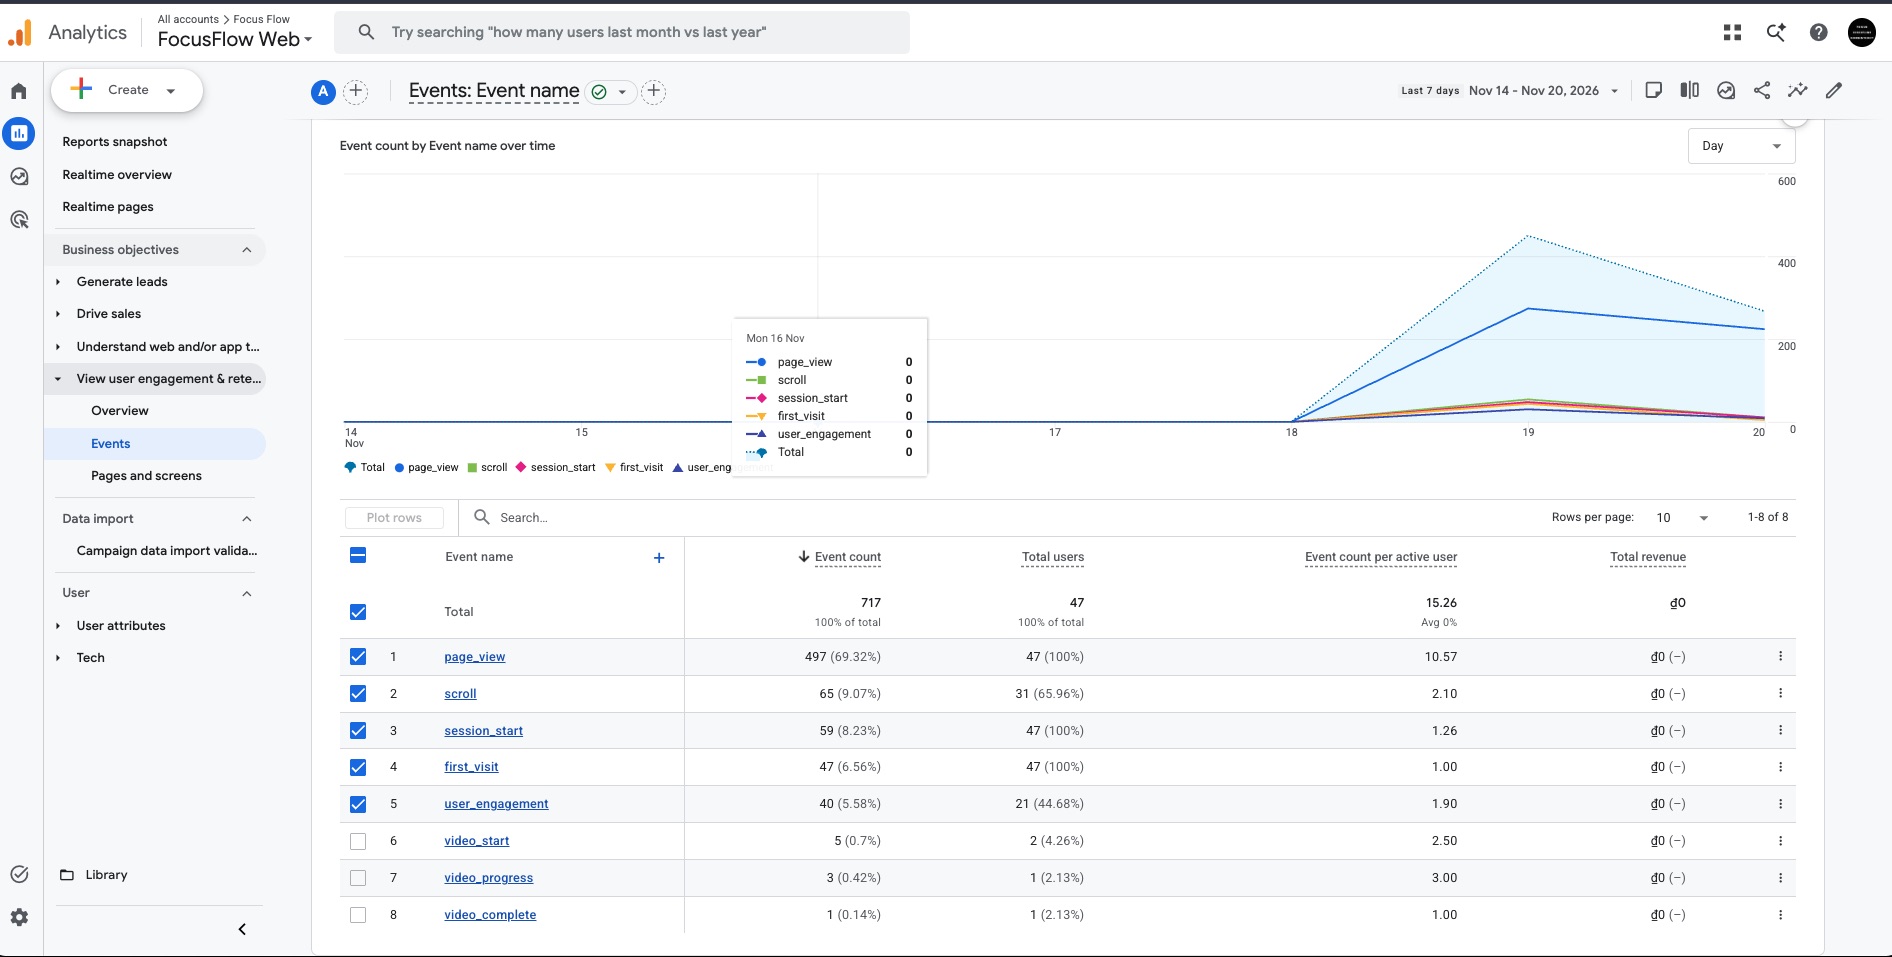 Analytics
All accounts > Focus Flow
FocusFlow Web
Try searching "how many users last month vs last year"
Create
Reports snapshot
Realtime overview
Realtime pages
Business objectives
Generate leads
Drive sales
Understand web and/or app t...
View user engagement & rete...
Overview
Events
Pages and screens
Data import
Campaign data import valida...
User
User attributes
Tech
Library
A
Events: Event name
Last 7 days Nov 14 - Nov 20, 2026
Event count by Event name over time
Day
600
400
200
0
14
Nov
15
17
18
19
20
Mon 16 Nov
page_view 0
scroll 0
session_start 0
first_visit 0
user_engagement 0
Total 0
Total page_view scroll session_start first_visit user_engagement
Plot rows
Search...
Rows per page: 10 1-8 of 8
Event name + Event count Total users Event count per active user Total revenue
Total 717 47 15.26 ₫0
100% of total 100% of total Avg 0%
1 page_view 497 (69.32%) 47 (100%) 10.57 ₫0 (–)
2 scroll 65 (9.07%) 31 (65.96%) 2.10 ₫0 (–)
3 session_start 59 (8.23%) 47 (100%) 1.26 ₫0 (–)
4 first_visit 47 (6.56%) 47 (100%) 1.00 ₫0 (–)
5 user_engagement 40 (5.58%) 21 (44.68%) 1.90 ₫0 (–)
6 video_start 5 (0.7%) 2 (4.26%) 2.50 ₫0 (–)
7 video_progress 3 (0.42%) 1 (2.13%) 3.00 ₫0 (–)
8 video_complete 1 (0.14%) 1 (2.13%) 1.00 ₫0 (–)